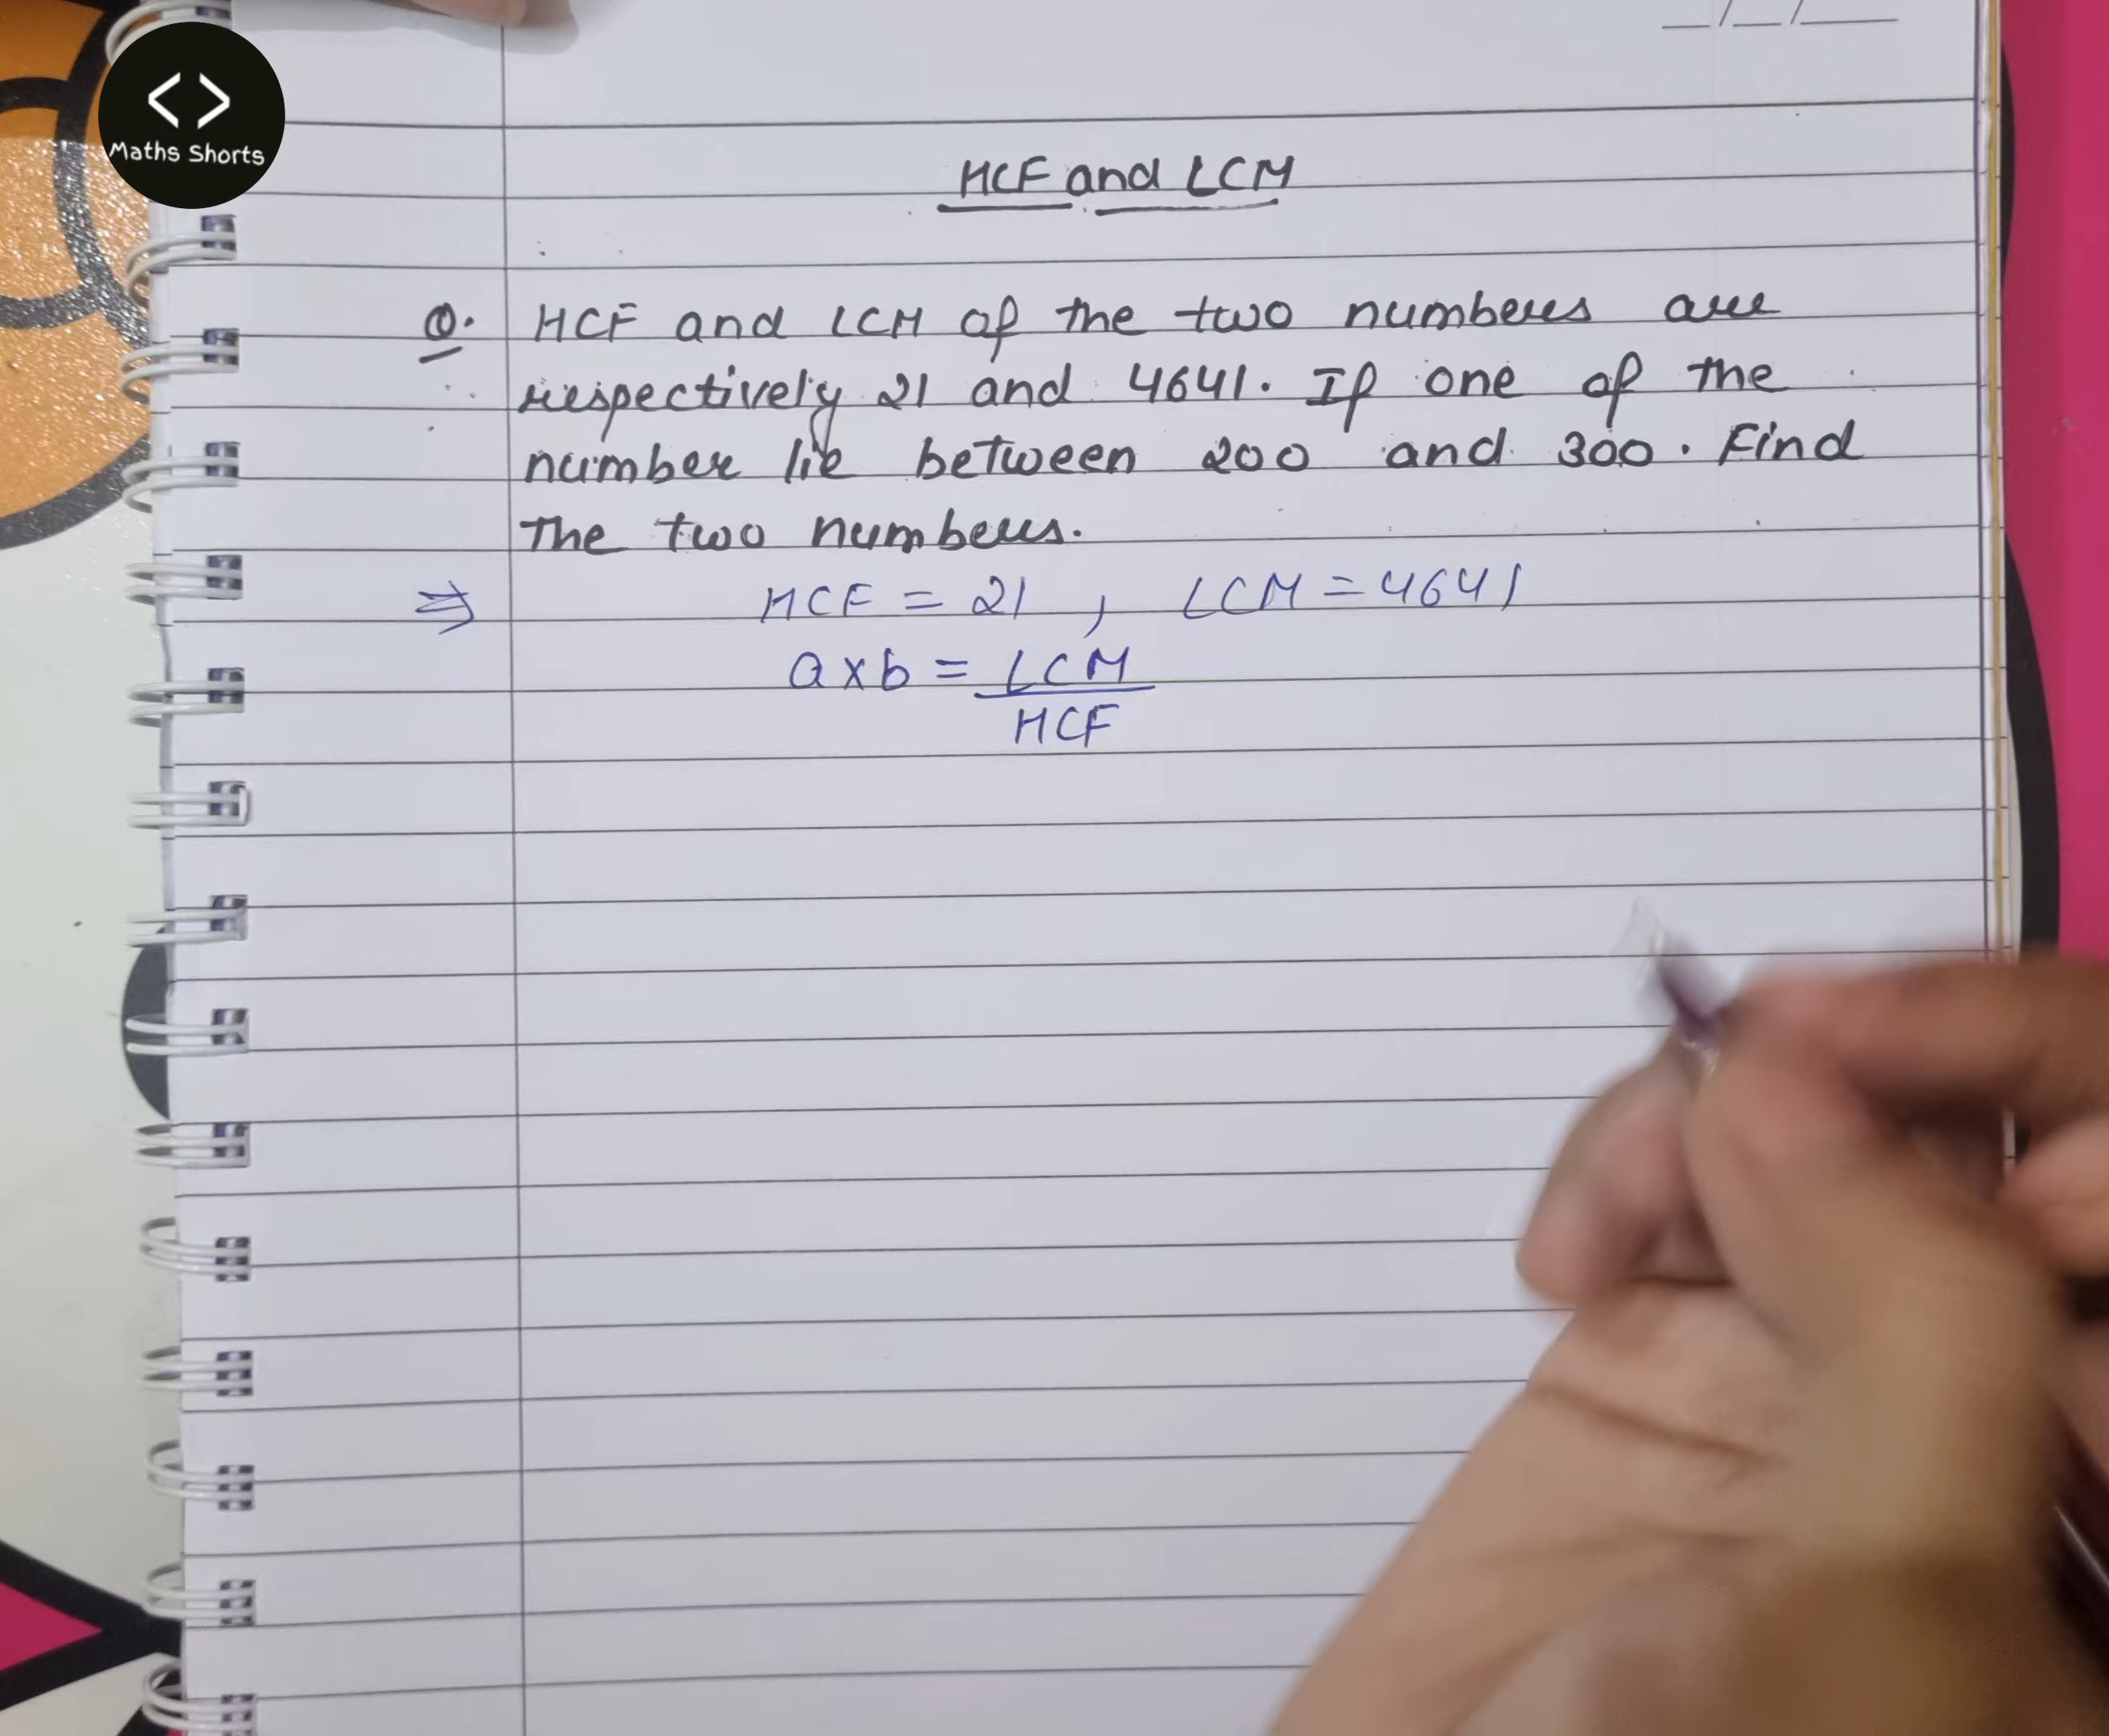 Maths Shorts
HCF and LCM
Q. HCF and LCM of the two numbers are
respectively 21 and 4641. If one of the
number lie between 200 and 300. Find
the two numbers.
⇒ HCF = 21, LCM = 4641
a x b = LCM
HCF